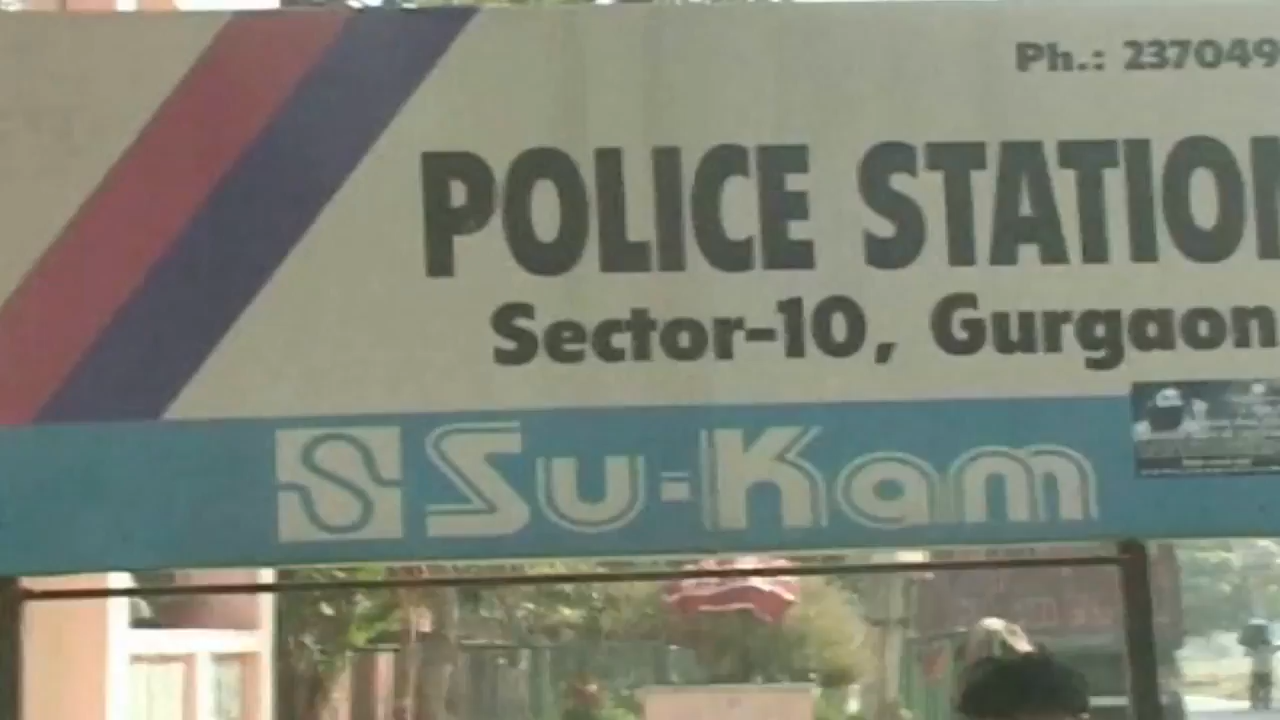 Ph.: 237049
POLICE STATION
Sector-10, Gurgaon
Su-Kam